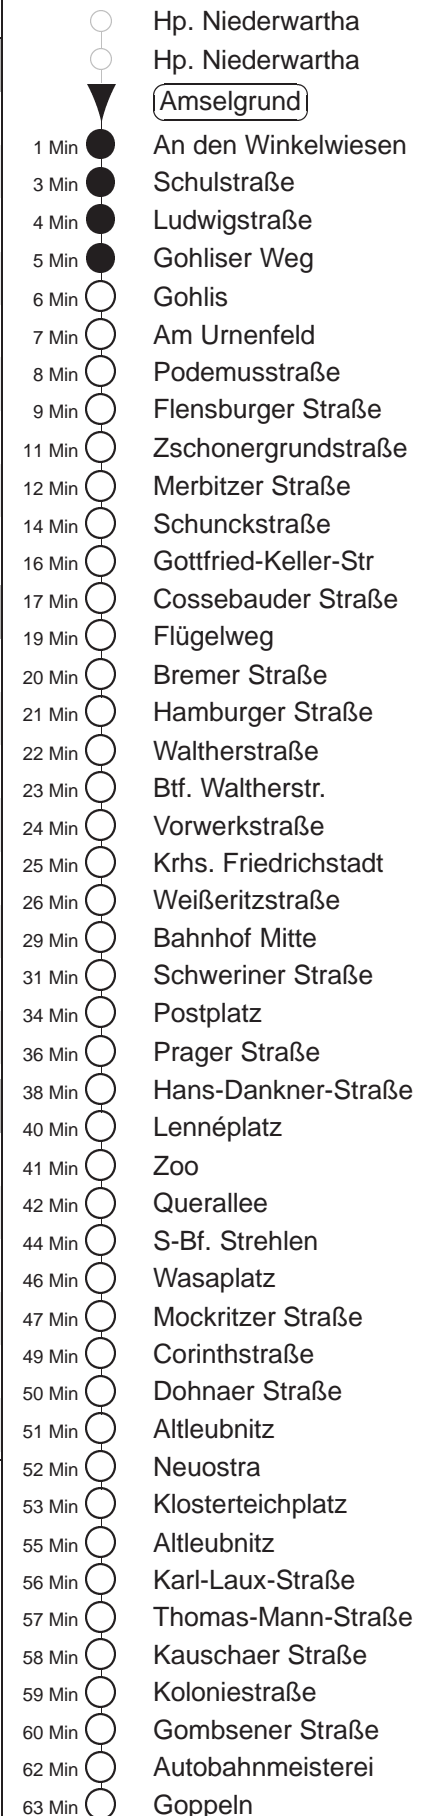 Hp. Niederwartha
Hp. Niederwartha
Amselgrund
1 Min An den Winkelwiesen
3 Min Schulstraße
4 Min Ludwigstraße
5 Min Gohliser Weg
6 Min Gohlis
7 Min Am Urnenfeld
8 Min Podemusstraße
9 Min Flensburger Straße
11 Min Zschonergrundstraße
12 Min Merbitzer Straße
14 Min Schunckstraße
16 Min Gottfried-Keller-Str
17 Min Cossebauder Straße
19 Min Flügelweg
20 Min Bremer Straße
21 Min Hamburger Straße
22 Min Waltherstraße
23 Min Btf. Waltherstr.
24 Min Vorwerkstraße
25 Min Krhs. Friedrichstadt
26 Min Weißeritzstraße
29 Min Bahnhof Mitte
31 Min Schweriner Straße
34 Min Postplatz
36 Min Prager Straße
38 Min Hans-Dankner-Straße
40 Min Lennéplatz
41 Min Zoo
42 Min Querallee
44 Min S-Bf. Strehlen
46 Min Wasaplatz
47 Min Mockritzer Straße
49 Min Corinthstraße
50 Min Dohnaer Straße
51 Min Altleubnitz
52 Min Neuostra
53 Min Klosterteichplatz
55 Min Altleubnitz
56 Min Karl-Laux-Straße
57 Min Thomas-Mann-Straße
58 Min Kauschaer Straße
59 Min Koloniestraße
60 Min Gombsener Straße
62 Min Autobahnmeisterei
63 Min Goppeln